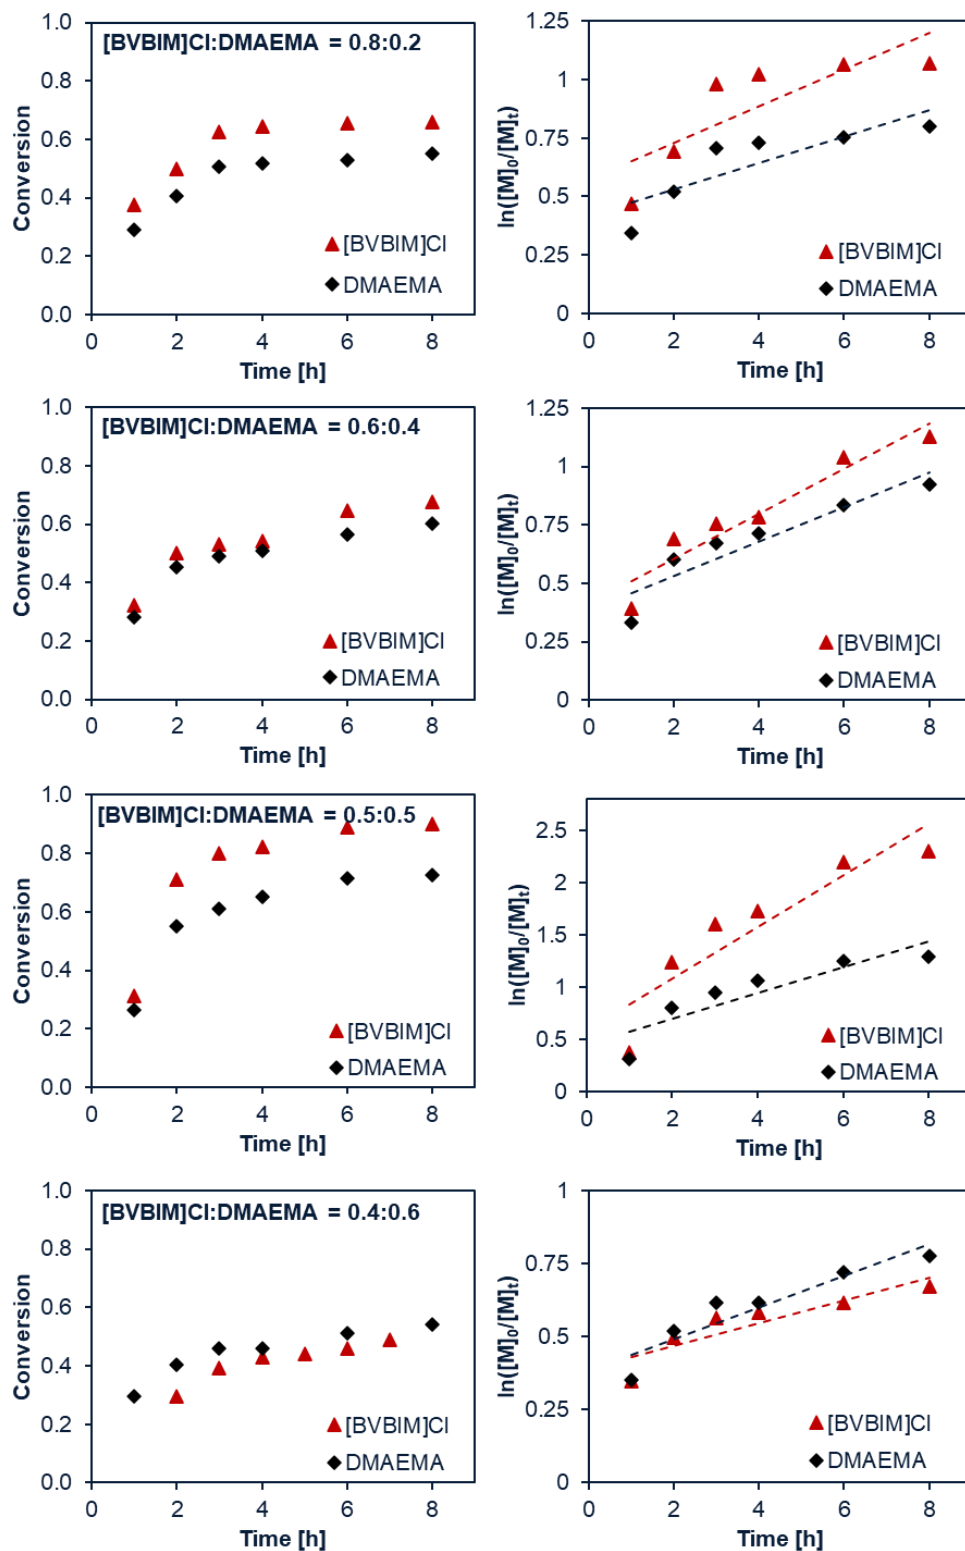 [BVBIM]Cl:DMAEMA = 0.8:0.2
Conversion
1.0
0.8
0.6
0.4
0.2
0.0
[BVBIM]Cl
DMAEMA
0 2 4 6 8
Time [h]
ln([M]0/[M]t)
1.25
1
0.75
0.5
0.25
0
[BVBIM]Cl
DMAEMA
0 2 4 6 8
Time [h]
[BVBIM]Cl:DMAEMA = 0.6:0.4
Conversion
1.0
0.8
0.6
0.4
0.2
0.0
[BVBIM]Cl
DMAEMA
0 2 4 6 8
Time [h]
ln([M]0/[M]t)
1.25
1
0.75
0.5
0.25
0
[BVBIM]Cl
DMAEMA
0 2 4 6 8
Time [h]
[BVBIM]Cl:DMAEMA = 0.5:0.5
Conversion
1.0
0.8
0.6
0.4
0.2
0.0
[BVBIM]Cl
DMAEMA
0 2 4 6 8
Time [h]
ln([M]0/[M]t)
2.5
2
1.5
1
0.5
0
[BVBIM]Cl
DMAEMA
0 2 4 6 8
Time [h]
[BVBIM]Cl:DMAEMA = 0.4:0.6
Conversion
1.0
0.8
0.6
0.4
0.2
0.0
[BVBIM]Cl
DMAEMA
0 2 4 6 8
Time [h]
ln([M]0/[M]t)
1
0.75
0.5
0.25
0
[BVBIM]Cl
DMAEMA
0 2 4 6 8
Time [h]